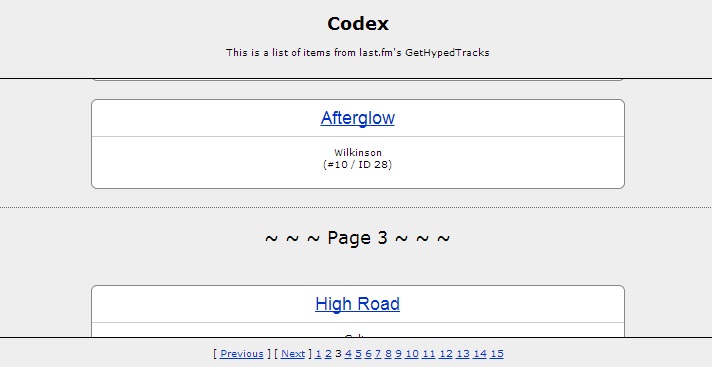 Codex
This is a list of items from last.fm's GetHypedTracks
Afterglow
Wilkinson
(#10 / ID 28)
~ ~ ~ Page 3 ~ ~ ~
High Road
[ Previous ] [ Next ] 1 2 3 4 5 6 7 8 9 10 11 12 13 14 15